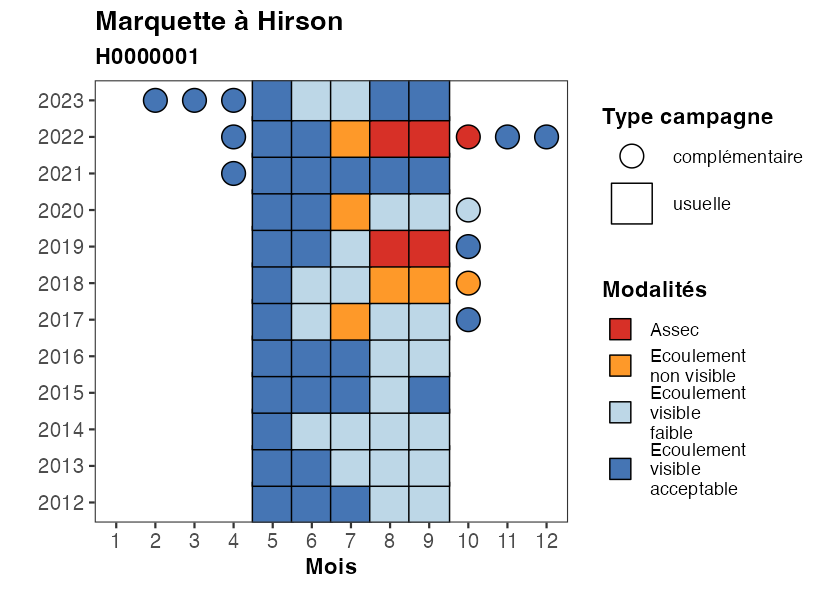 Marquette à Hirson
H0000001
2023
2022
2021
2020
2019
2018
2017
2016
2015
2014
2013
2012
1 2 3 4 5 6 7 8 9 10 11 12
Mois
Type campagne
complémentaire
usuelle
Modalités
Assec
Ecoulement
non visible
Ecoulement
visible
faible
Ecoulement
visible
acceptable